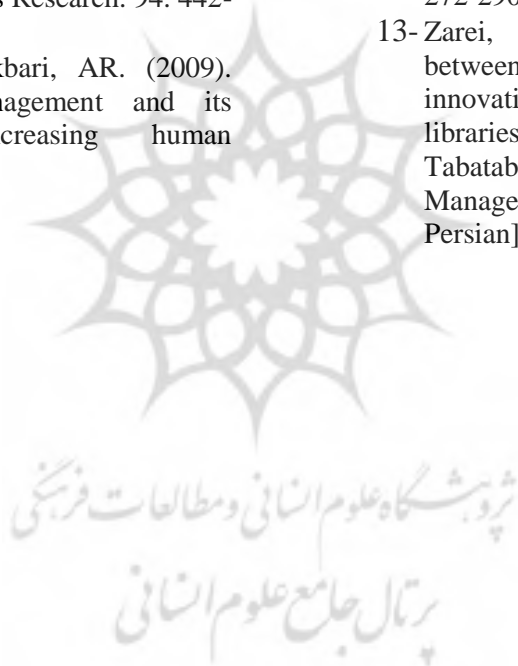 s Research. 94: 442-
kbari, AR. (2009).
nagement and its
creasing human
272-290
13- Zarei,
between
innovati
libraries
Tabatab
Manage
Persian]
پژوهشگاه علوم انسانی و مطالعات فرهنگی
پرتال جامع علوم انسانی